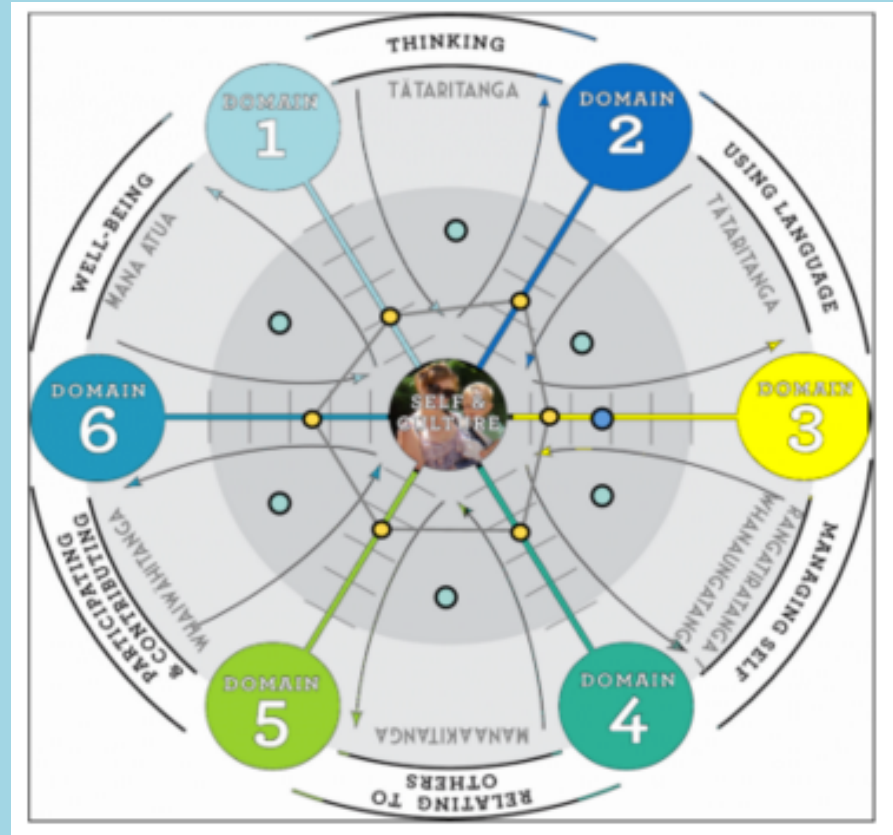 THINKING
TĀTARITANGA
DOMAIN
1
DOMAIN
2
USING LANGUAGE
TĀTARITANGA
DOMAIN
3
MANAGING SELF
RANGATIRATANGA /
WHANAUNGATANGA
DOMAIN
4
RELATING TO
OTHERS
MANAAKITANGA
DOMAIN
5
PARTICIPATING
& CONTRIBUTING
WHAIWĀHITANGA
DOMAIN
6
WELL-BEING
MANA ATUA
SELF &
CULTURE